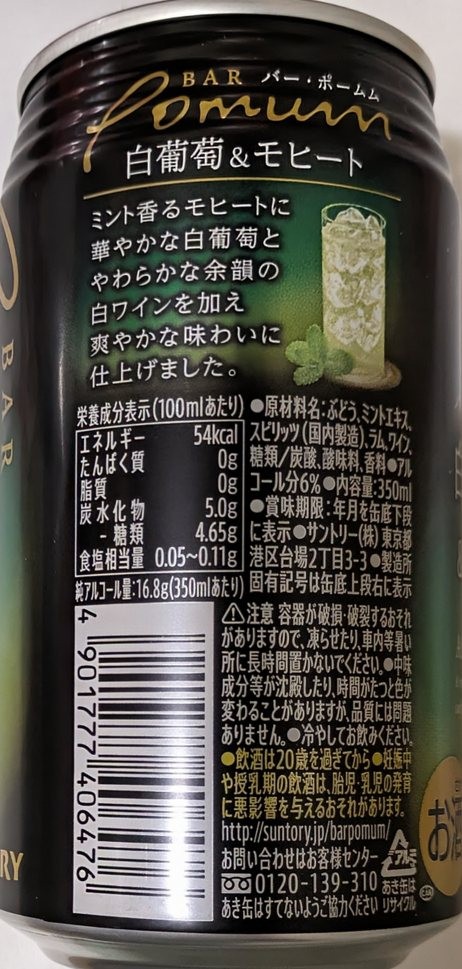 BAR バー・ポームム
Pomum
白葡萄&モヒート
ミント香るモヒートに
華やかな白葡萄と
やわらかな余韻の
白ワインを加え
爽やかな味わいに
仕上げました。
栄養成分表示(100mlあたり)
エネルギー 54kcal
たんぱく質 0g
脂質 0g
炭水化物 5.0g
- 糖類 4.65g
食塩相当量 0.05~0.11g
純アルコール量:16.8g(350mlあたり)
●原材料名:ぶどう、ミントエキス、
スピリッツ(国内製造)、ラム、ワイン、
糖類/炭酸、酸味料、香料●アル
コール分6%●内容量:350ml
●賞味期限:年月を缶底下段
に表示●サントリー(株)東京都
港区台場2丁目3-3●製造所
固有記号は缶底上段右に表示
⚠注意 容器が破損・破裂するおそれ
がありますので、凍らせたり、車内等暑い
所に長時間置かないでください。●中味
成分等が沈殿したり、時間がたつと色が
変わることがありますが、品質には問題
ありません。●冷やしてお飲みください。
●飲酒は20歳を過ぎてから●妊娠中
や授乳期の飲酒は、胎児・乳児の発育
に悪影響を与えるおそれがあります。
http://suntory.jp/barpomum/
お問い合わせはお客様センター
0120-139-310
あき缶はすてないようご協力ください
アルミ
あき缶は
リサイクル
4 901777 406476
BAR
RY
お酒